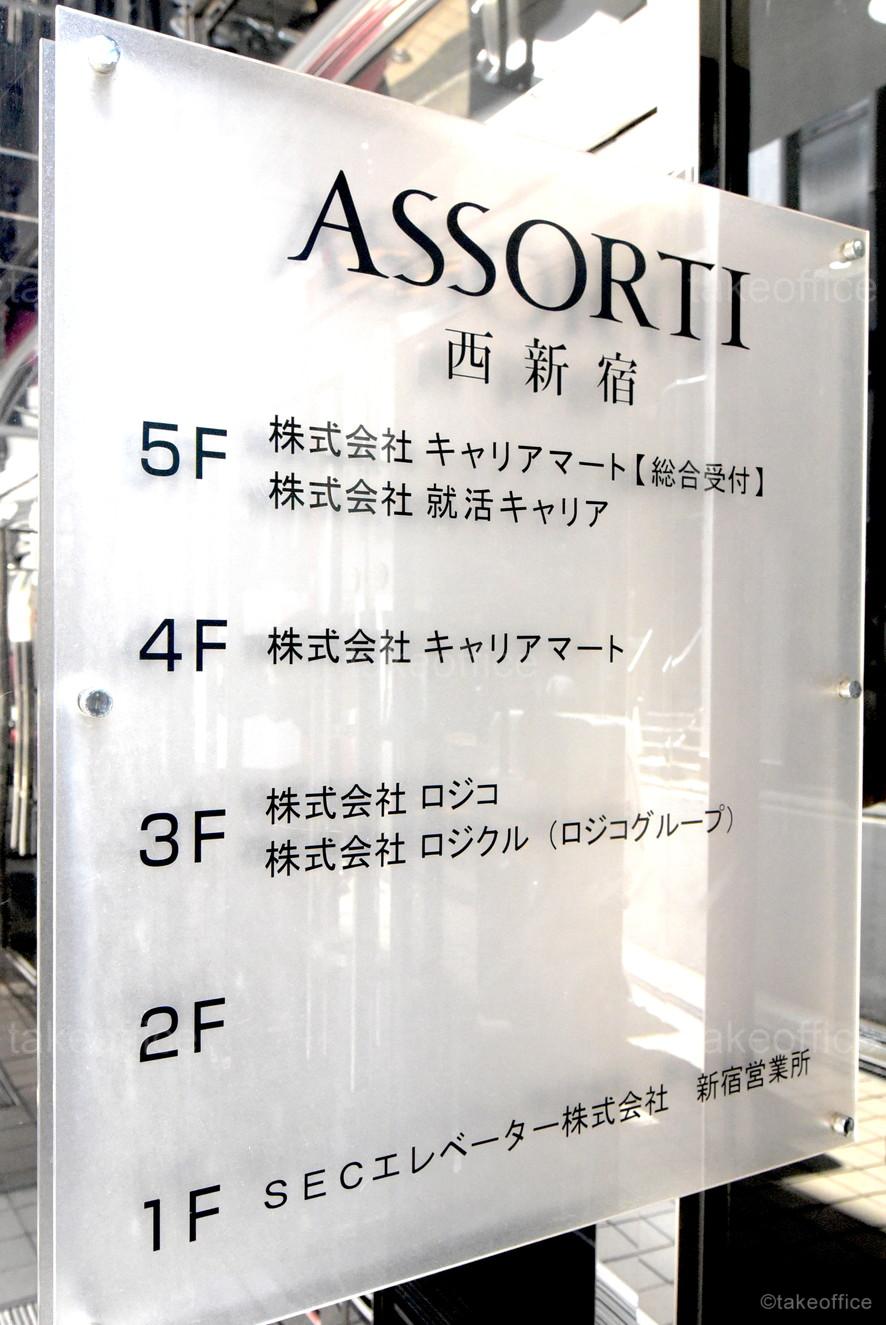 ASSORTI
西新宿
5F 株式会社 キャリアマート【総合受付】
株式会社 就活キャリア
4F 株式会社 キャリアマート
3F 株式会社 ロジコ
株式会社 ロジクル（ロジコグループ）
2F
1F SECエレベーター株式会社 新宿営業所
takeoffice
takeoffice
takeoffice
takeoffice
takeoffice
©takeoffice